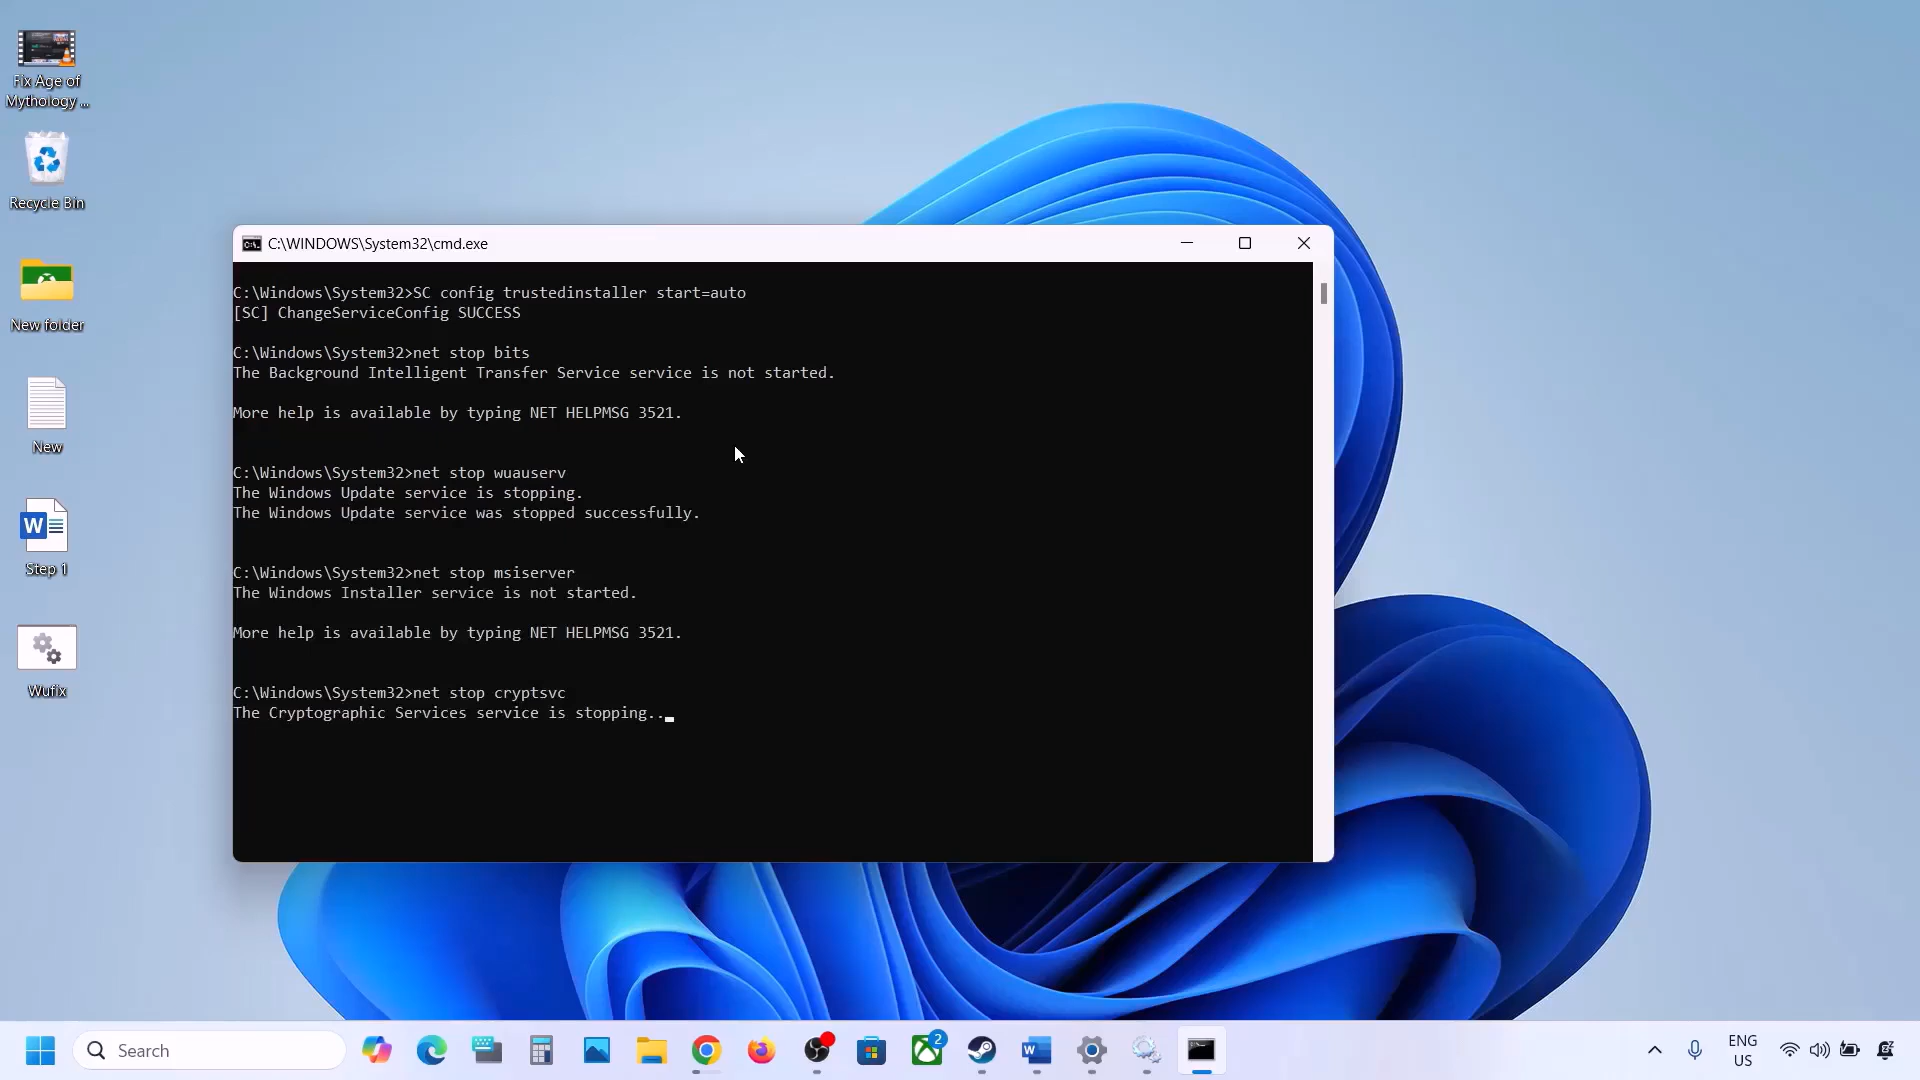 Fix Age of
Mythology ...
Recycle Bin
New folder
New
Step 1
Wufix
C:\WINDOWS\System32\cmd.exe
C:\Windows\System32>SC config trustedinstaller start=auto
[SC] ChangeServiceConfig SUCCESS
C:\Windows\System32>net stop bits
The Background Intelligent Transfer Service service is not started.
More help is available by typing NET HELPMSG 3521.
C:\Windows\System32>net stop wuauserv
The Windows Update service is stopping.
The Windows Update service was stopped successfully.
C:\Windows\System32>net stop msiserver
The Windows Installer service is not started.
More help is available by typing NET HELPMSG 3521.
C:\Windows\System32>net stop cryptsvc
The Cryptographic Services service is stopping..
Search
2
ENG
US